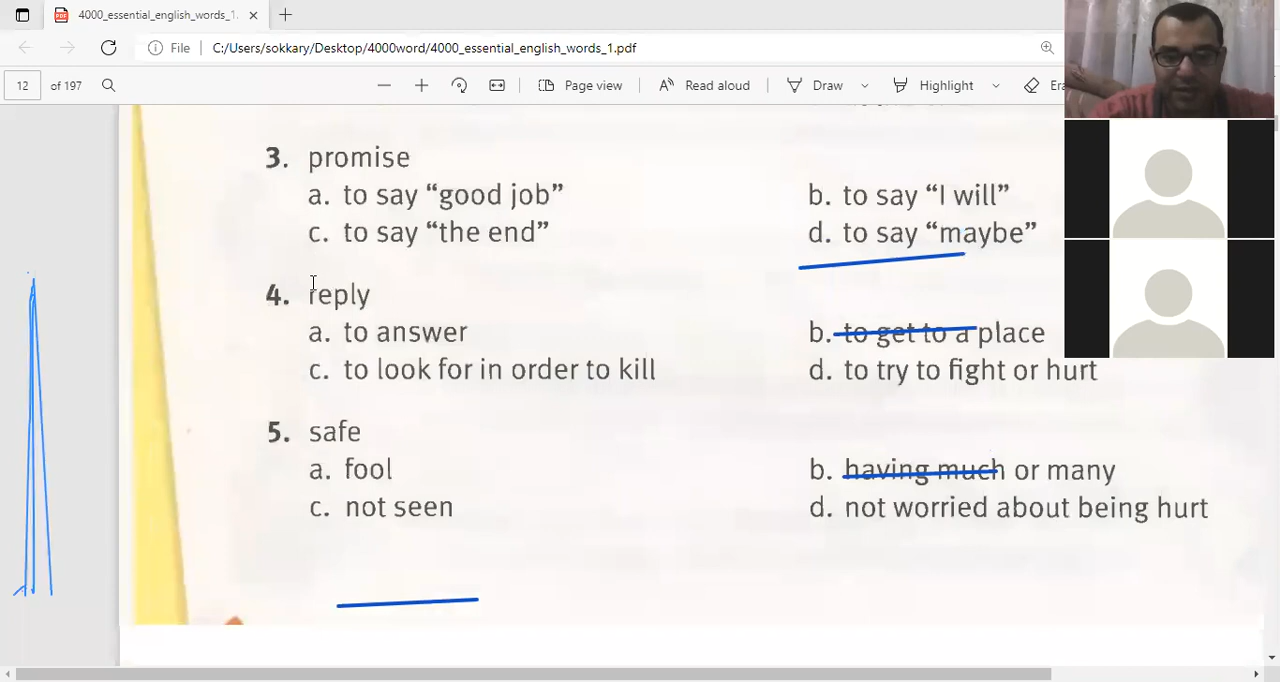 4000_essential_english_words_1.
File C:/Users/sokkary/Desktop/4000word/4000_essential_english_words_1.pdf
12 of 197 Page view Read aloud Draw Highlight Era
3. promise
a. to say “good job” b. to say “I will”
c. to say “the end” d. to say “maybe”
4. reply
a. to answer b. to get to a place
c. to look for in order to kill d. to try to fight or hurt
5. safe
a. fool b. having much or many
c. not seen d. not worried about being hurt